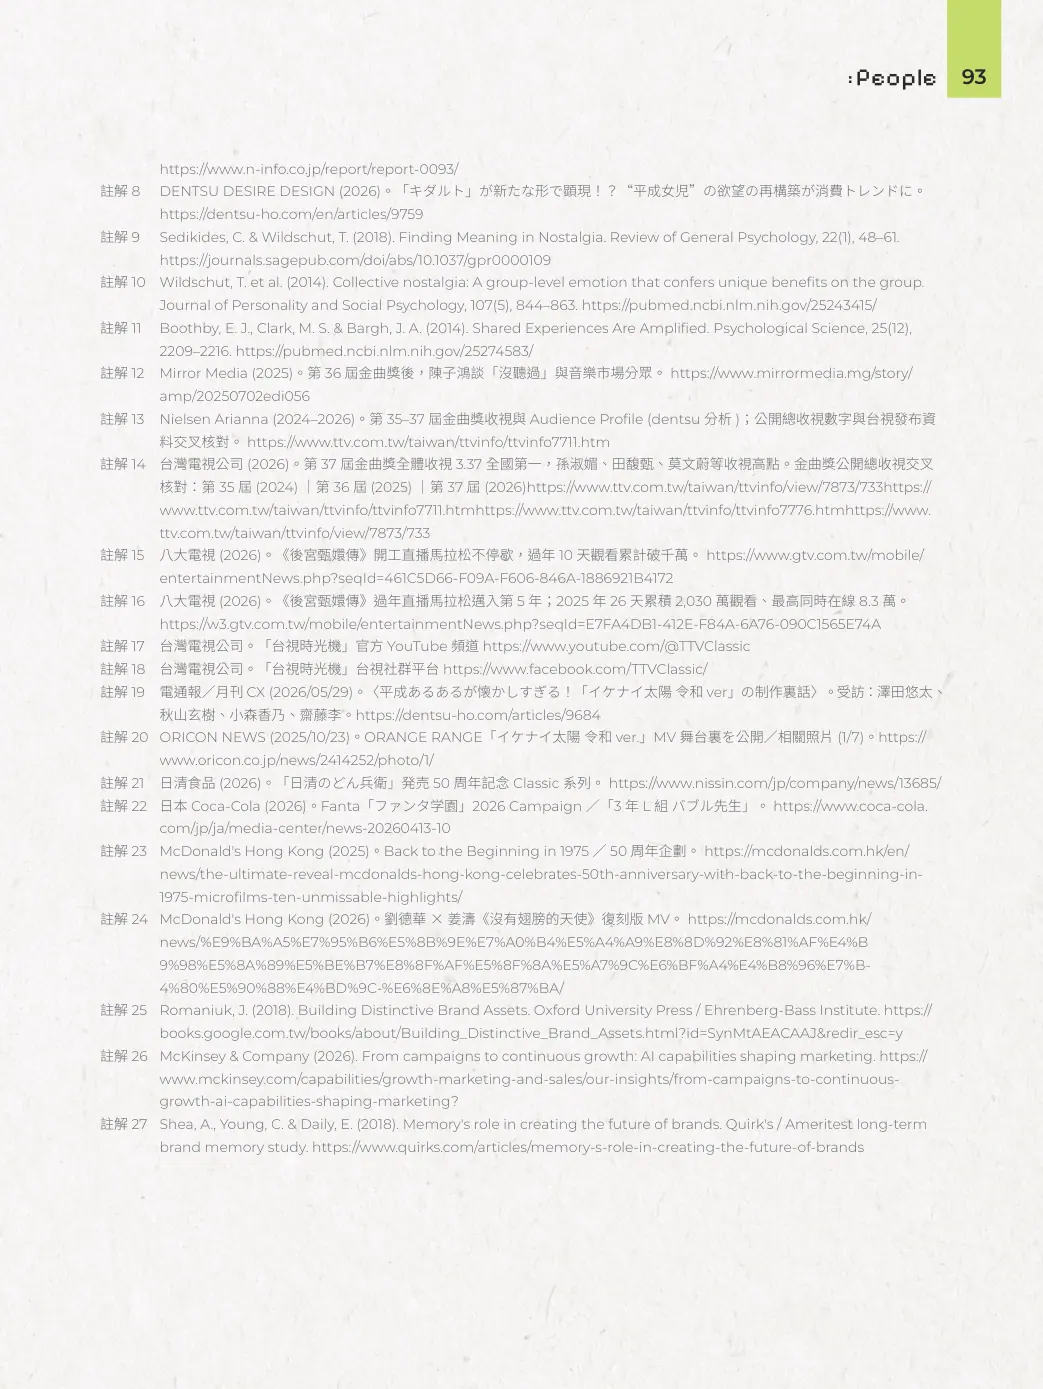 :People 93
https://www.n-info.co.jp/report/report-0093/
註解 8 DENTSU DESIRE DESIGN (2026)。「キダルト」が新たな形で顕現！？“平成女児”の欲望の再構築が消費トレンドに。
https://dentsu-ho.com/en/articles/9759
註解 9 Sedikides, C. & Wildschut, T. (2018). Finding Meaning in Nostalgia. Review of General Psychology, 22(1), 48–61.
https://journals.sagepub.com/doi/abs/10.1037/gpr0000109
註解 10 Wildschut, T. et al. (2014). Collective nostalgia: A group-level emotion that confers unique benefits on the group.
Journal of Personality and Social Psychology, 107(5), 844–863. https://pubmed.ncbi.nlm.nih.gov/25243415/
註解 11 Boothby, E. J., Clark, M. S. & Bargh, J. A. (2014). Shared Experiences Are Amplified. Psychological Science, 25(12),
2209–2216. https://pubmed.ncbi.nlm.nih.gov/25274583/
註解 12 Mirror Media (2025)。第 36 屆金曲獎後，陳子鴻談「沒聽過」與音樂市場分眾。 https://www.mirrormedia.mg/story/
amp/20250702edi056
註解 13 Nielsen Arianna (2024–2026)。第 35–37 屆金曲獎收視與 Audience Profile (dentsu 分析 )；公開總收視數字與台視發布資
料交叉核對。 https://www.ttv.com.tw/taiwan/ttvinfo/ttvinfo7711.htm
註解 14 台灣電視公司 (2026)。第 37 屆金曲獎全體收視 3.37 全國第一，孫淑媚、田馥甄、莫文蔚等收視高點。金曲獎公開總收視交叉
核對：第 35 屆 (2024) ｜第 36 屆 (2025) ｜第 37 屆 (2026)https://www.ttv.com.tw/taiwan/ttvinfo/view/7873/733https://
www.ttv.com.tw/taiwan/ttvinfo/ttvinfo7711.htmhttps://www.ttv.com.tw/taiwan/ttvinfo/ttvinfo7776.htmhttps://www.
ttv.com.tw/taiwan/ttvinfo/view/7873/733
註解 15 八大電視 (2026)。《後宮甄嬛傳》開工直播馬拉松不停歇，過年 10 天觀看累計破千萬。 https://www.gtv.com.tw/mobile/
entertainmentNews.php?seqId=461C5D66-F09A-F606-846A-1886921B4172
註解 16 八大電視 (2026)。《後宮甄嬛傳》過年直播馬拉松邁入第 5 年；2025 年 26 天累積 2,030 萬觀看、最高同時在線 8.3 萬。
https://w3.gtv.com.tw/mobile/entertainmentNews.php?seqId=E7FA4DB1-412E-F84A-6A76-090C1565E74A
註解 17 台灣電視公司。「台視時光機」官方 YouTube 頻道 https://www.youtube.com/@TTVClassic
註解 18 台灣電視公司。「台視時光機」台視社群平台 https://www.facebook.com/TTVClassic/
註解 19 電通報／月刊 CX (2026/05/29)。〈平成あるあるが懐かしすぎる！「イケナイ太陽 令和 ver」の制作裏話〉。受訪：澤田悠太、
秋山玄樹、小森香乃、齋藤李。https://dentsu-ho.com/articles/9684
註解 20 ORICON NEWS (2025/10/23)。ORANGE RANGE「イケナイ太陽 令和 ver.」MV 舞台裏を公開／相關照片 (1/7)。https://
www.oricon.co.jp/news/2414252/photo/1/
註解 21 日清食品 (2026)。「日清のどん兵衛」発売 50 周年記念 Classic 系列。 https://www.nissin.com/jp/company/news/13685/
註解 22 日本 Coca-Cola (2026)。Fanta「ファンタ学園」2026 Campaign ／「3 年 L 組 バブル先生」。 https://www.coca-cola.
com/jp/ja/media-center/news-20260413-10
註解 23 McDonald's Hong Kong (2025)。Back to the Beginning in 1975 ／ 50 周年企劃。 https://mcdonalds.com.hk/en/
news/the-ultimate-reveal-mcdonalds-hong-kong-celebrates-50th-anniversary-with-back-to-the-beginning-in-
1975-microfilms-ten-unmissable-highlights/
註解 24 McDonald's Hong Kong (2026)。劉德華 × 姜濤《沒有翅膀的天使》復刻版 MV。 https://mcdonalds.com.hk/
news/%E9%BA%A5%E7%95%B6%E5%8B%9E%E7%A0%B4%E5%A4%A9%E8%8D%92%E8%81%AF%E4%B
9%98%E5%8A%89%E5%BE%B7%E8%8F%AF%E5%8F%8A%E5%A7%9C%E6%BF%A4%E4%B8%96%E7%B-
4%80%E5%90%88%E4%BD%9C-%E6%8E%A8%E5%87%BA/
註解 25 Romaniuk, J. (2018). Building Distinctive Brand Assets. Oxford University Press / Ehrenberg-Bass Institute. https://
books.google.com.tw/books/about/Building_Distinctive_Brand_Assets.html?id=SynMtAEACAAJ&redir_esc=y
註解 26 McKinsey & Company (2026). From campaigns to continuous growth: AI capabilities shaping marketing. https://
www.mckinsey.com/capabilities/growth-marketing-and-sales/our-insights/from-campaigns-to-continuous-
growth-ai-capabilities-shaping-marketing?
註解 27 Shea, A., Young, C. & Daily, E. (2018). Memory's role in creating the future of brands. Quirk's / Ameritest long-term
brand memory study. https://www.quirks.com/articles/memory-s-role-in-creating-the-future-of-brands